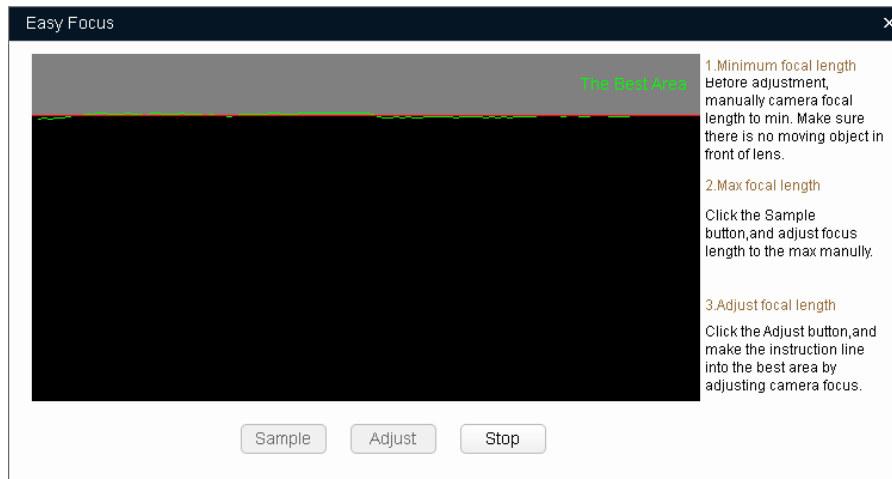 Easy Focus
The Best Area
1.Minimum focal length
Before adjustment,
manually camera focal
length to min. Make sure
there is no moving object in
front of lens.
2.Max focal length
Click the Sample
button,and adjust focus
length to the max manully.
3.Adjust focal length
Click the Adjust button,and
make the instruction line
into the best area by
adjusting camera focus.
Sample
Adjust
Stop